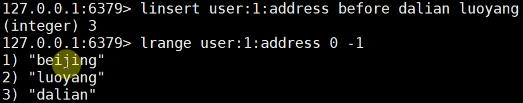 127.0.0.1:6379> linsert user:1:address before dalian luoyang
(integer) 3
127.0.0.1:6379> lrange user:1:address 0 -1
1) "beijing"
2) "luoyang"
3) "dalian"